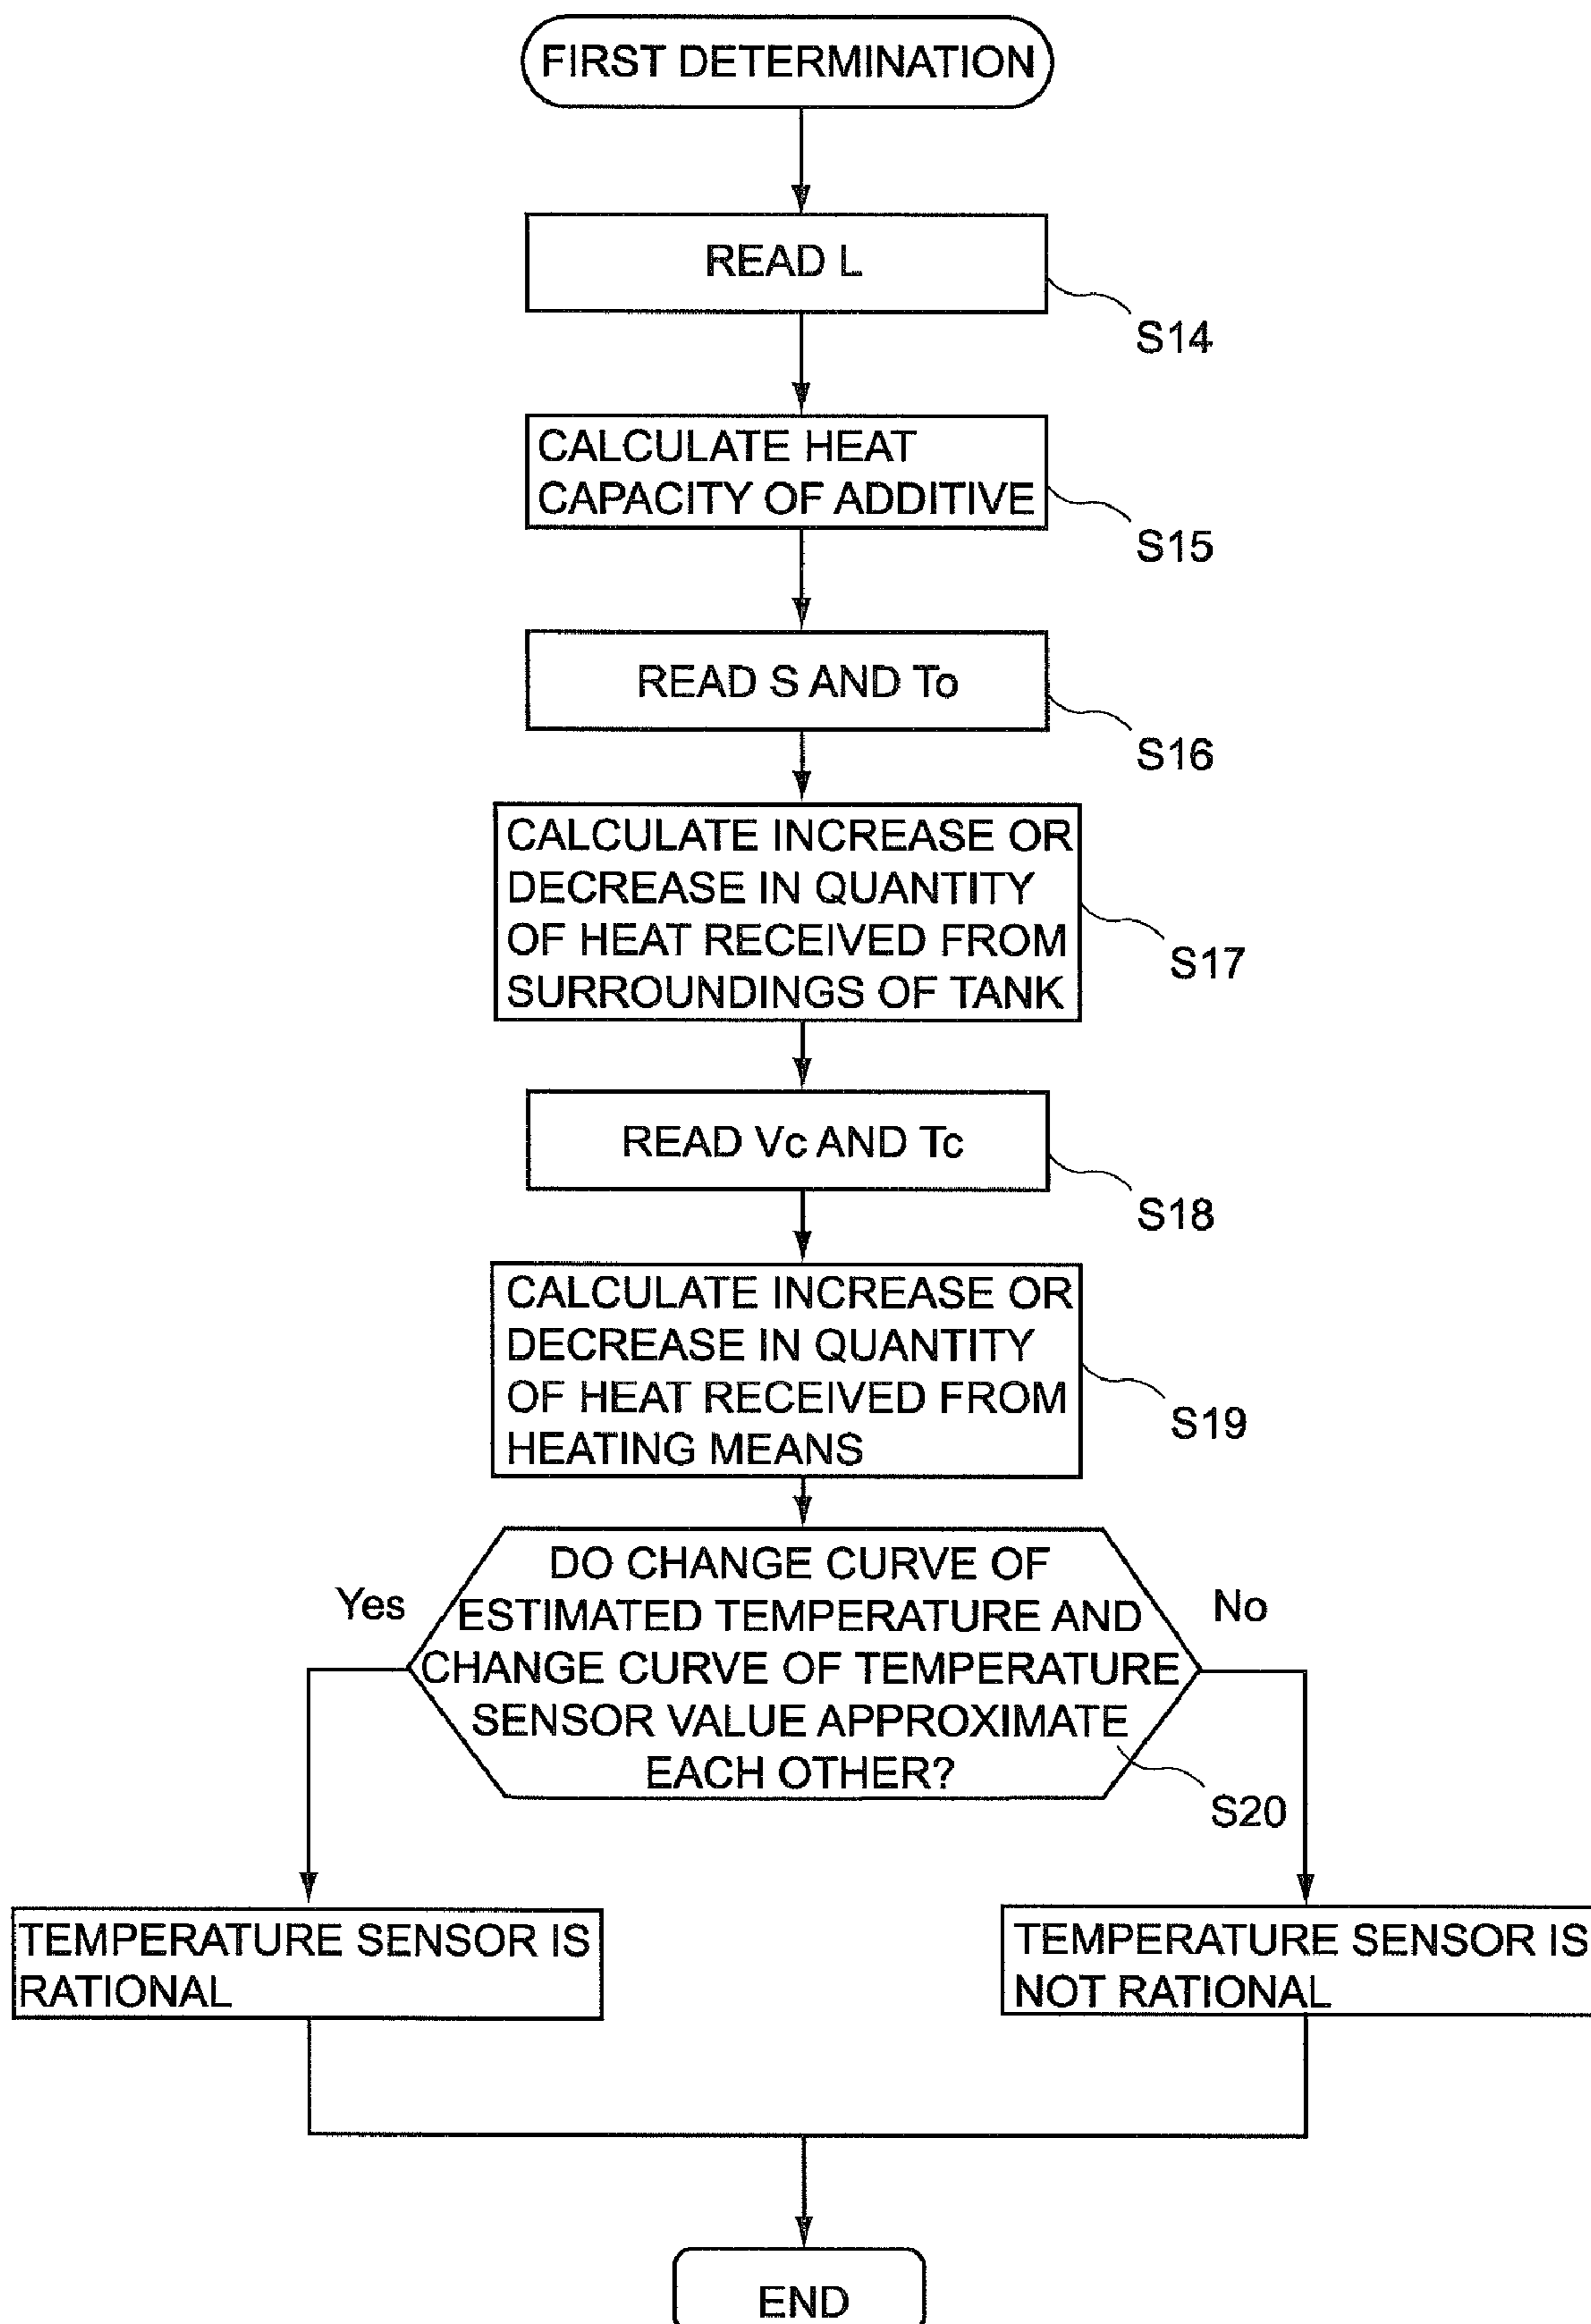 FIRST DETERMINATION
READ L
S14
CALCULATE HEAT
CAPACITY OF ADDITIVE
S15
READ S AND To
S16
CALCULATE INCREASE OR
DECREASE IN QUANTITY
OF HEAT RECEIVED FROM
SURROUNDINGS OF TANK
S17
READ Vc AND Tc
S18
CALCULATE INCREASE OR
DECREASE IN QUANTITY
OF HEAT RECEIVED FROM
HEATING MEANS
S19
DO CHANGE CURVE OF
ESTIMATED TEMPERATURE AND
CHANGE CURVE OF TEMPERATURE
SENSOR VALUE APPROXIMATE
EACH OTHER?
Yes
No
S20
TEMPERATURE SENSOR IS
RATIONAL
TEMPERATURE SENSOR IS
NOT RATIONAL
END